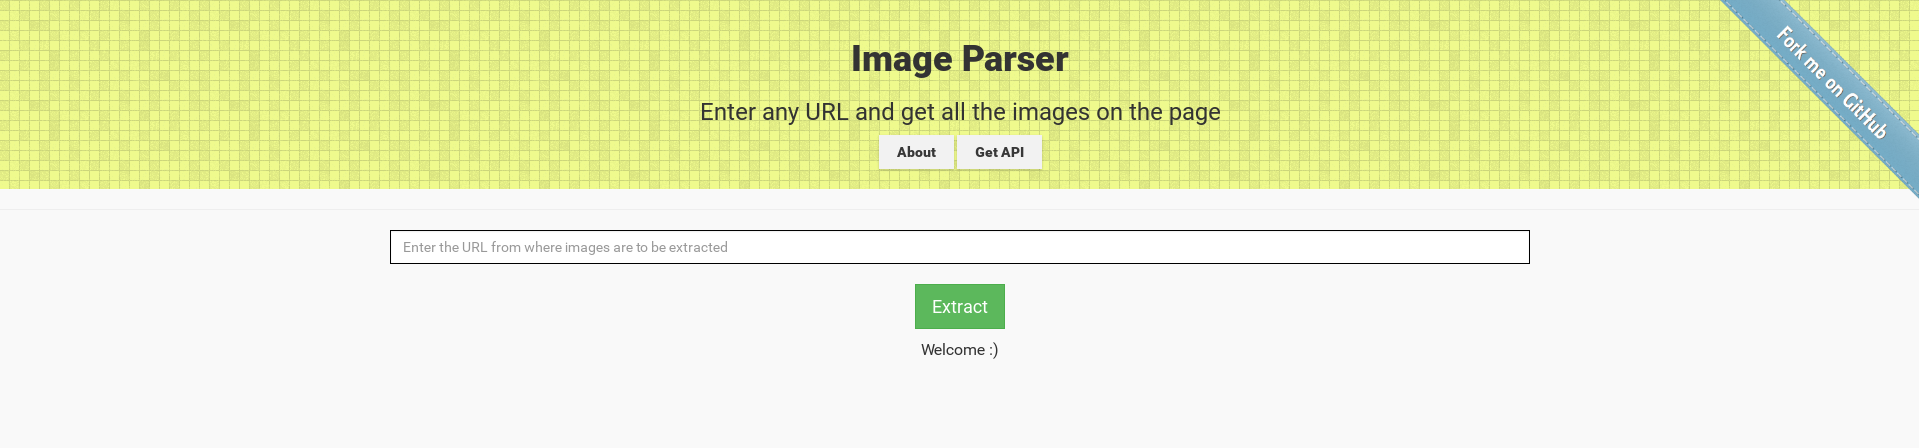 Image Parser
Fork me on GitHub
Enter any URL and get all the images on the page
About Get API
Enter the URL from where images are to be extracted
Extract
Welcome :)